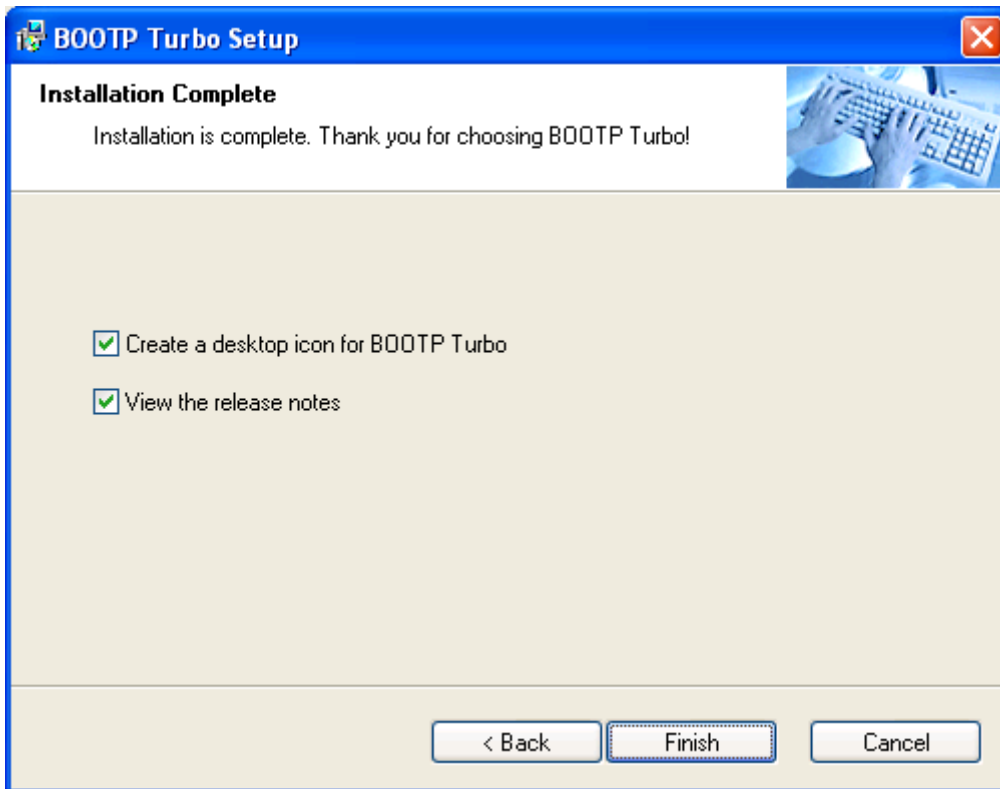 BOOTP Turbo Setup
Installation Complete
Installation is complete. Thank you for choosing BOOTP Turbo!
Create a desktop icon for BOOTP Turbo
View the release notes
< Back
Finish
Cancel